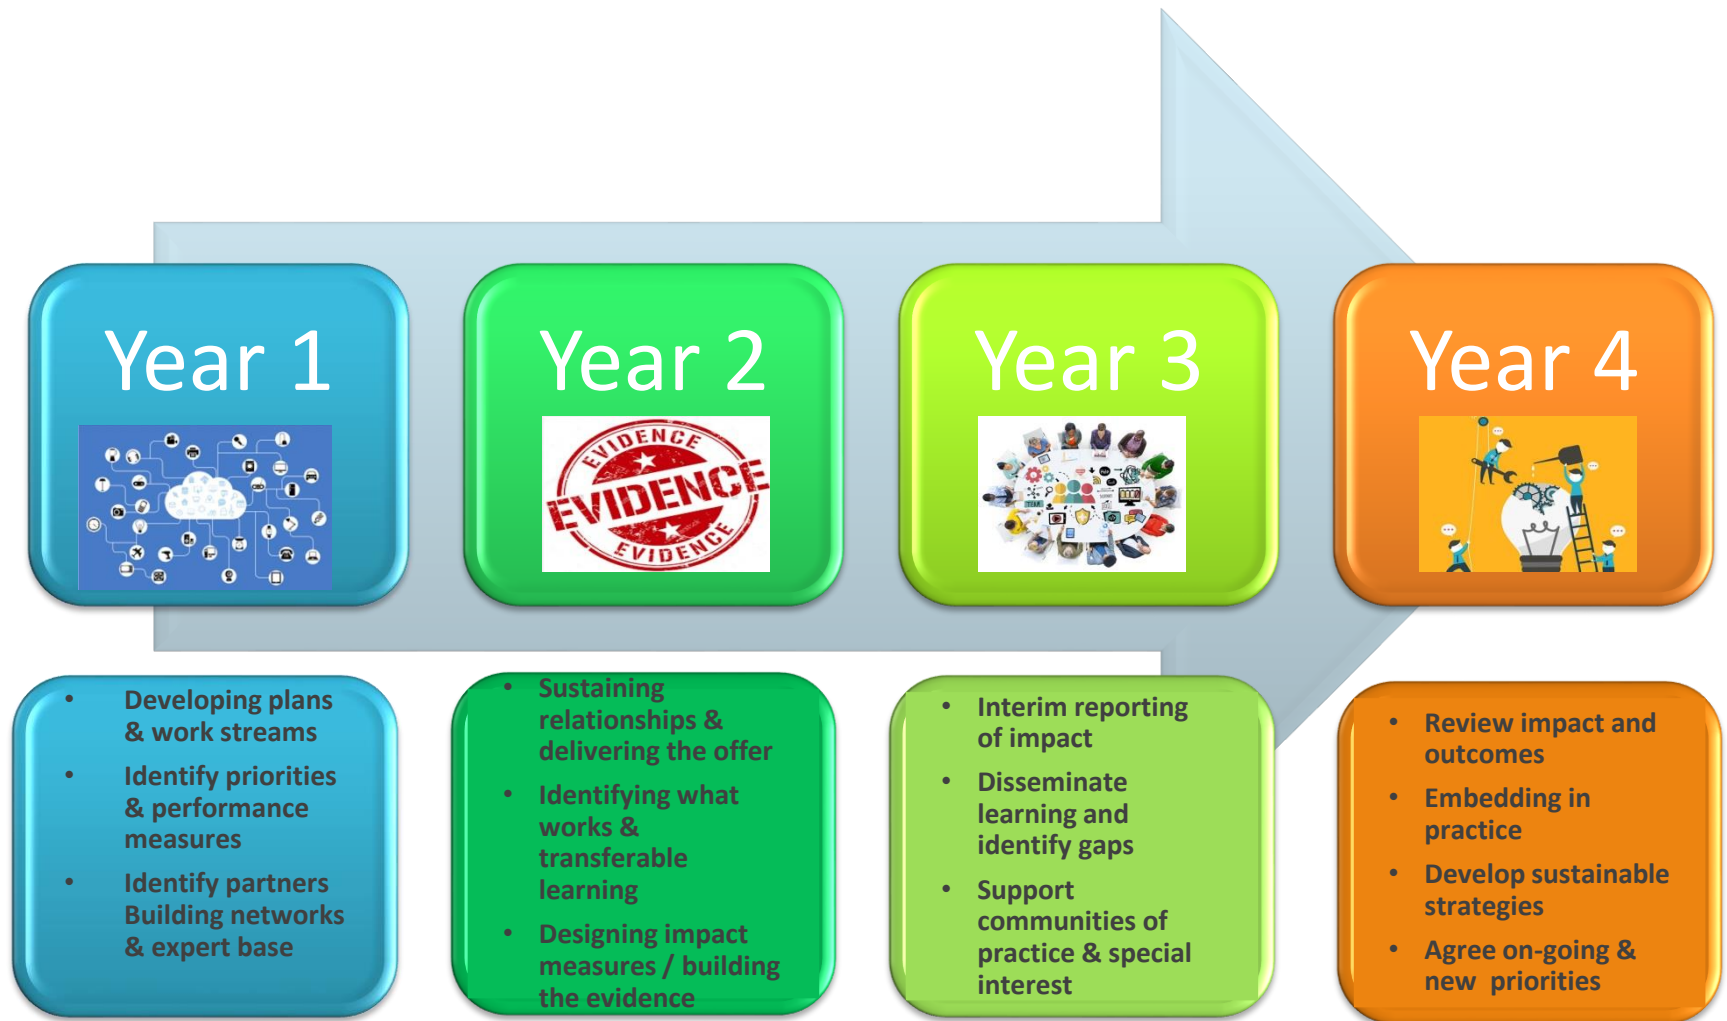 Year 1
Year 2
EVIDENCE
EVIDENCE
EVIDENCE
Year 3
Year 4
• Developing plans
& work streams
• Identify priorities
& performance
measures
• Identify partners
Building networks
& expert base
• Sustaining
relationships &
delivering the offer
• Identifying what
works &
transferable
learning
• Designing impact
measures / building
the evidence
• Interim reporting
of impact
• Disseminate
learning and
identify gaps
• Support
communities of
practice & special
interest
• Review impact and
outcomes
• Embedding in
practice
• Develop sustainable
strategies
• Agree on-going &
new  priorities